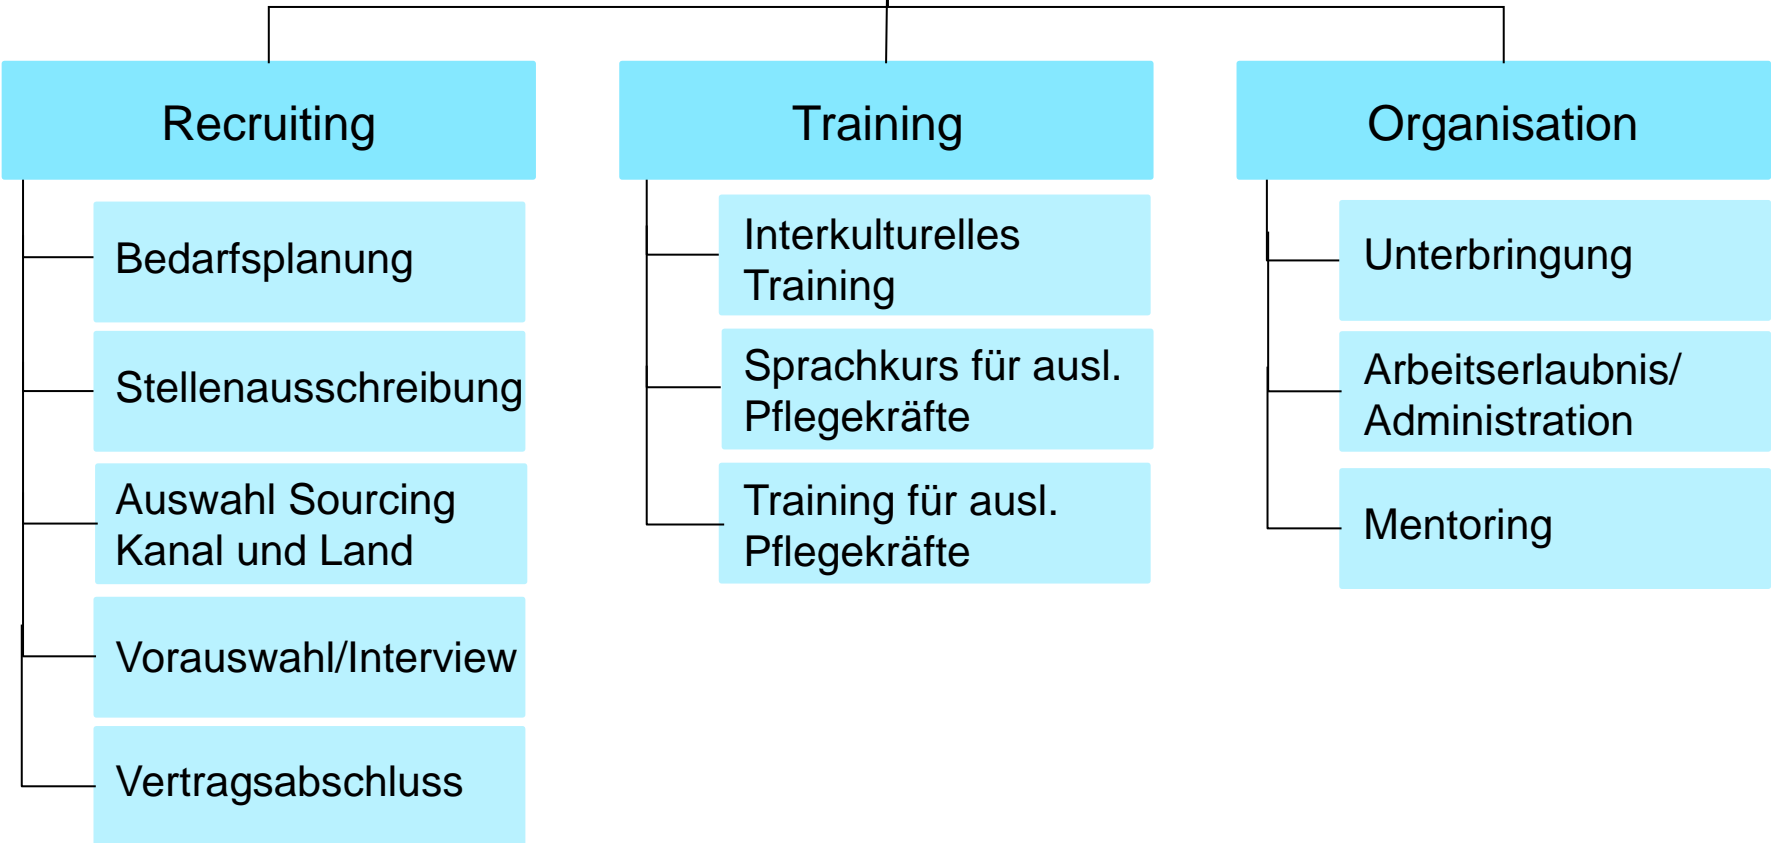 Recruiting
Bedarfsplanung
Stellenausschreibung
Auswahl Sourcing
Kanal und Land
Vorauswahl/Interview
Vertragsabschluss
Training
Interkulturelles
Training
Sprachkurs für ausl.
Pflegekräfte
Training für ausl.
Pflegekräfte
Organisation
Unterbringung
Arbeitserlaubnis/
Administration
Mentoring